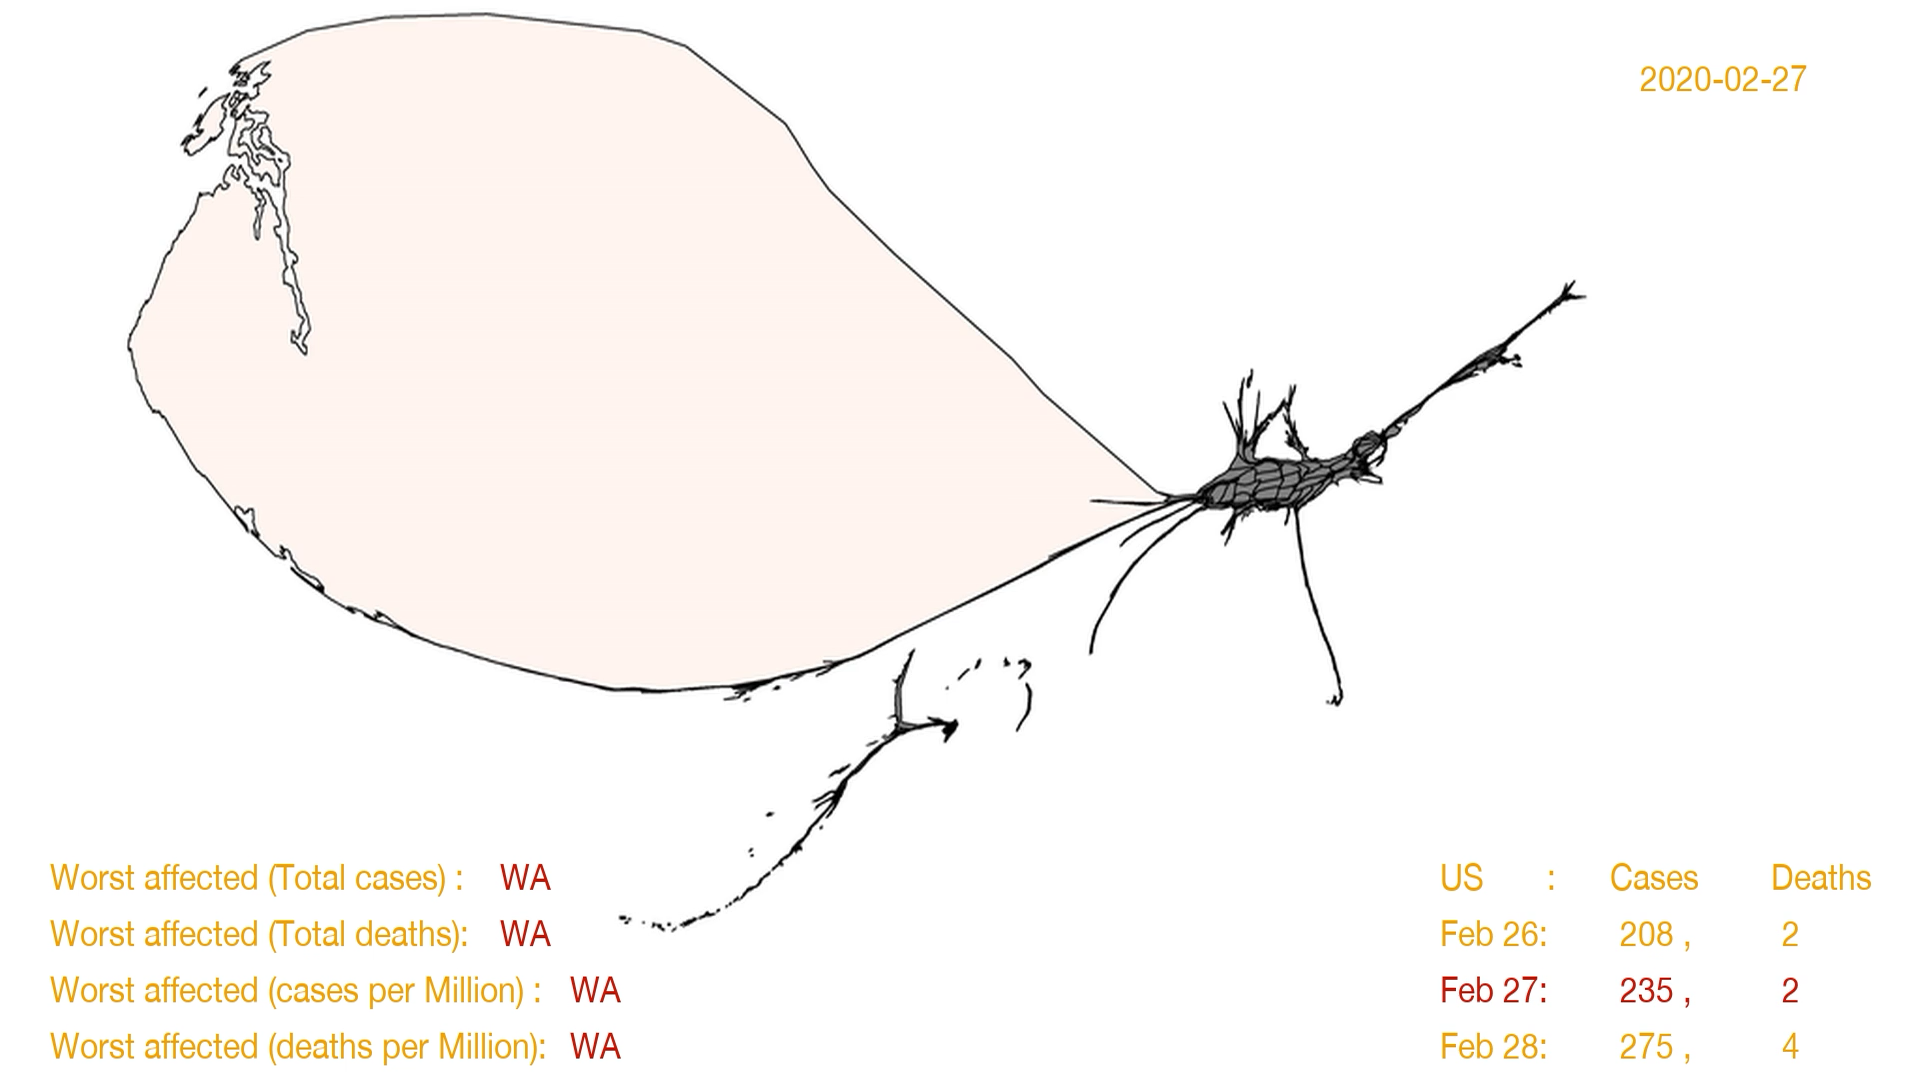 2020-02-27
Worst affected (Total cases) : WA
Worst affected (Total deaths): WA
Worst affected (cases per Million) : WA
Worst affected (deaths per Million): WA
US : Cases Deaths
Feb 26: 208 , 2
Feb 27: 235 , 2
Feb 28: 275 , 4